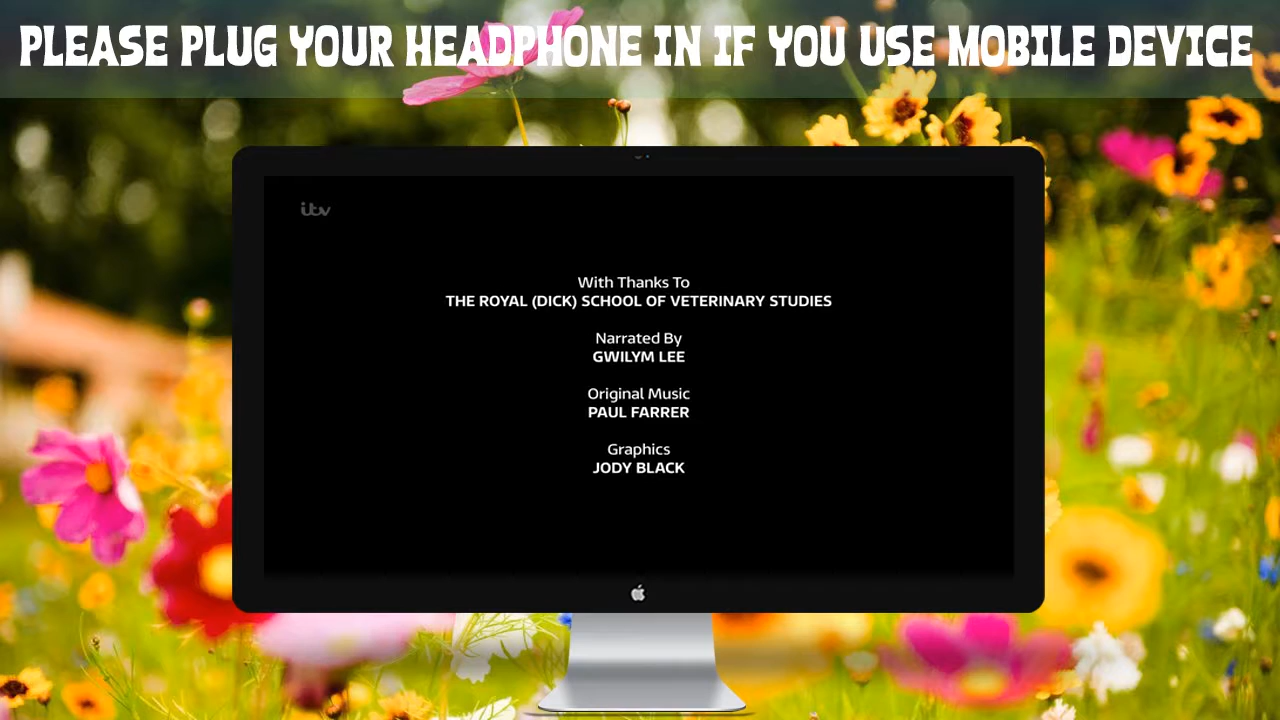 PLEASE PLUG YOUR HEADPHONE IN IF YOU USE MOBILE DEVICE
itv
With Thanks To
THE ROYAL (DICK) SCHOOL OF VETERINARY STUDIES
Narrated By
GWILYM LEE
Original Music
PAUL FARRER
Graphics
JODY BLACK